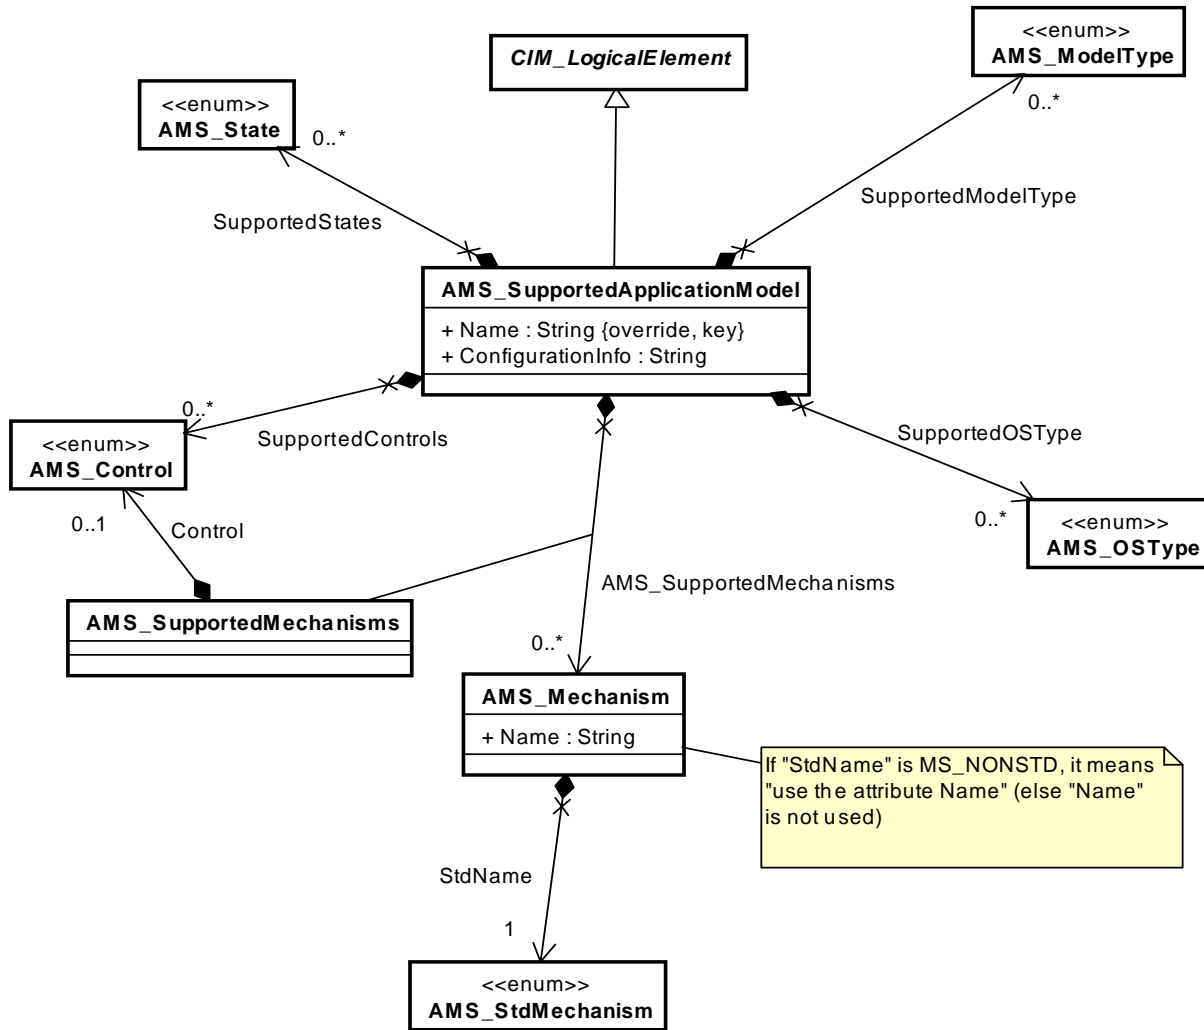 <<enum>>
AMS_ModelType
0..*
CIM_LogicalElement
<<enum>>
AMS_State
0..*
SupportedStates
SupportedModelType
AMS_SupportedApplicationModel
+ Name : String {override, key}
+ ConfigurationInfo : String
0..*
SupportedControls
<<enum>>
AMS_Control
0..1
Control
SupportedOSType
0..*
<<enum>>
AMS_OSType
AMS_SupportedMechanisms
AMS_SupportedMechanisms
0..*
AMS_Mechanism
+ Name : String
If "StdName" is MS_NONSTD, it means
"use the attribute Name" (else "Name"
is not used)
StdName
1
<<enum>>
AMS_StdMechanism